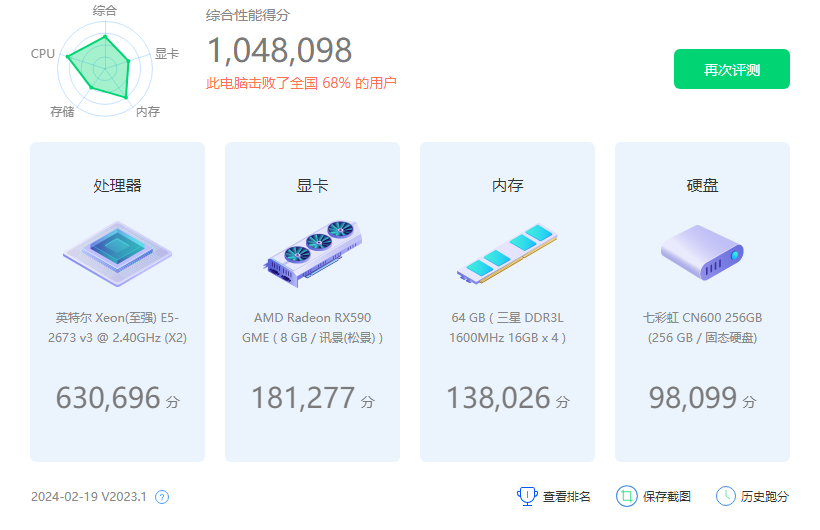 综合
CPU
显卡
存储
内存
综合性能得分
1,048,098
此电脑击败了全国 68% 的用户
再次评测
处理器
英特尔 Xeon(至强) E5-
2673 v3 @ 2.40GHz (X2)
630,696 分
显卡
AMD Radeon RX590
GME ( 8 GB / 讯景(松景) )
181,277 分
内存
64 GB ( 三星 DDR3L
1600MHz 16GB x 4 )
138,026 分
硬盘
七彩虹 CN600 256GB
(256 GB / 固态硬盘)
98,099 分
2024-02-19 V2023.1 ?
查看排名
保存截图
历史跑分